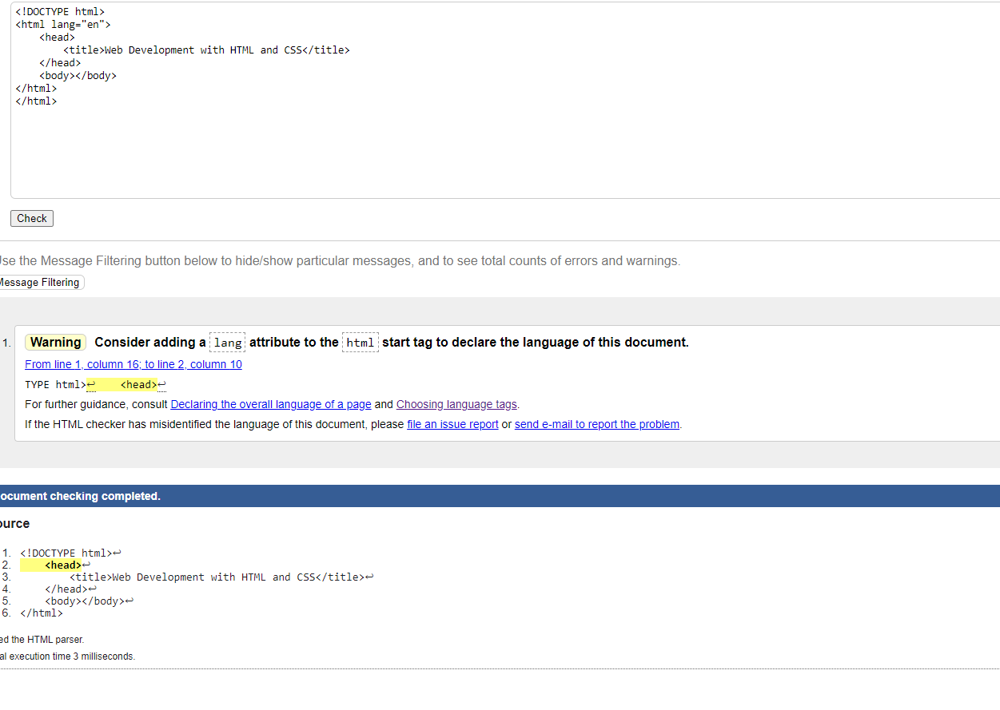 <!DOCTYPE html>
<html lang="en">
    <head>
        <title>Web Development with HTML and CSS</title>
    </head>
    <body></body>
</html>
</html>
Check
Use the Message Filtering button below to hide/show particular messages, and to see total counts of errors and warnings.
Message Filtering
1. Warning Consider adding a lang attribute to the html start tag to declare the language of this document.
From line 1, column 16; to line 2, column 10
TYPE html>↩    <head>↩
For further guidance, consult Declaring the overall language of a page and Choosing language tags.
If the HTML checker has misidentified the language of this document, please file an issue report or send e-mail to report the problem.
ocument checking completed.
ource
1. <!DOCTYPE html>↩
2.     <head>↩
3.         <title>Web Development with HTML and CSS</title>↩
4.     </head>↩
5.     <body></body>↩
6. </html>
ed the HTML parser.
al execution time 3 milliseconds.